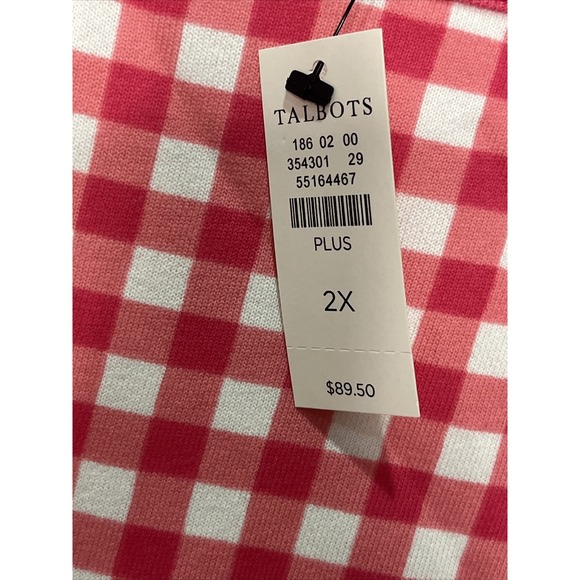 TALBOTS
186 02 00
354301 29
55164467
PLUS
2X
$89.50